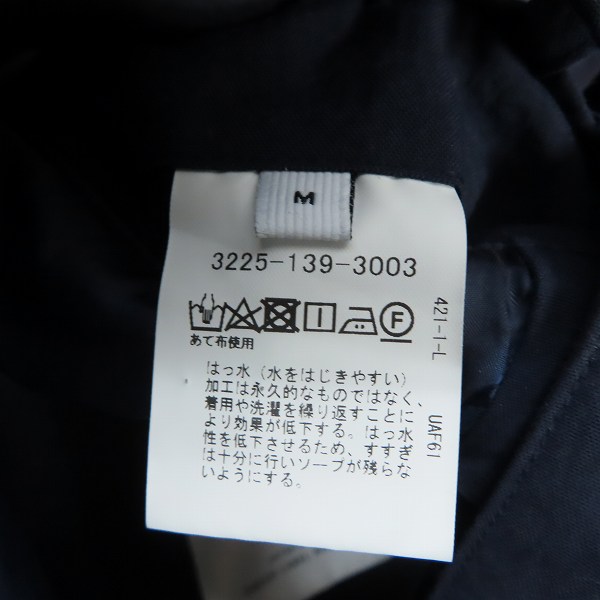 M
3225-139-3003
F
あて布使用
はっ水（水をはじきやすい）
加工は永久的なものではなく、
着用や洗濯を繰り返すことに
より効果が低下する。はっ水
性を低下させるため、すすぎ
は十分に行いソープが残らな
いようにする。
421-1-L
UAF61